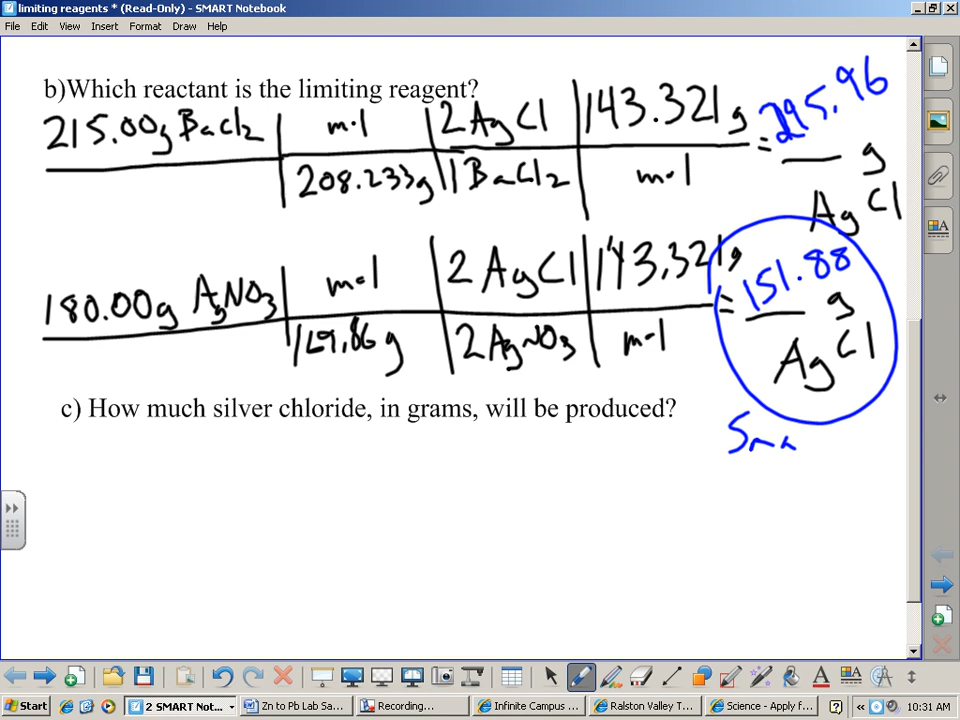 limiting reagents * (Read-Only) - SMART Notebook
File Edit View Insert Format Draw Help
b)Which reactant is the limiting reagent?
215.00g BaCl2 mol 2 AgCl 143.321 g = 295.96 g
208.233g 1 BaCl2 mol AgCl
180.00g AgNO3 mol 2 AgCl 143.321g = 151.88 g
169.86 g 2 AgNO3 mol AgCl
c) How much silver chloride, in grams, will be produced?
Sma
Start 2 SMART Not... Zn to Pb Lab Sa... Recording... Infinite Campus ... Ralston Valley T... Science - Apply f... 10:31 AM